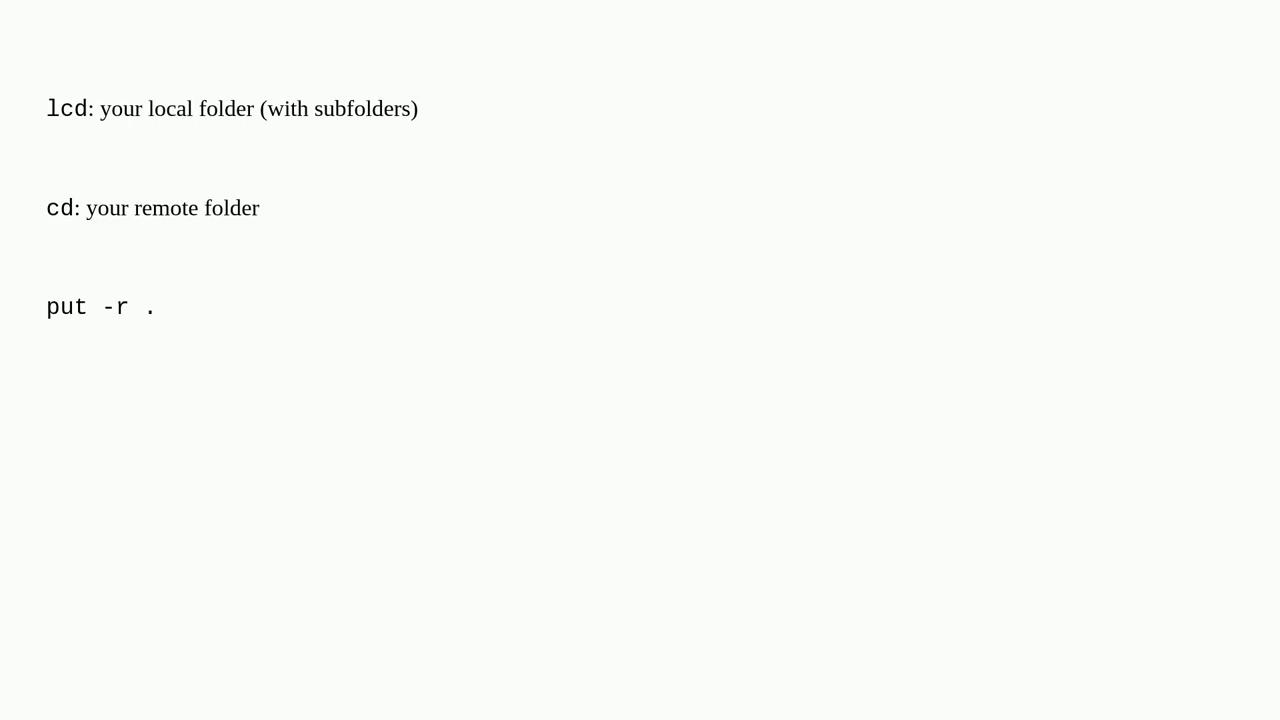 lcd: your local folder (with subfolders)
cd: your remote folder
put -r .